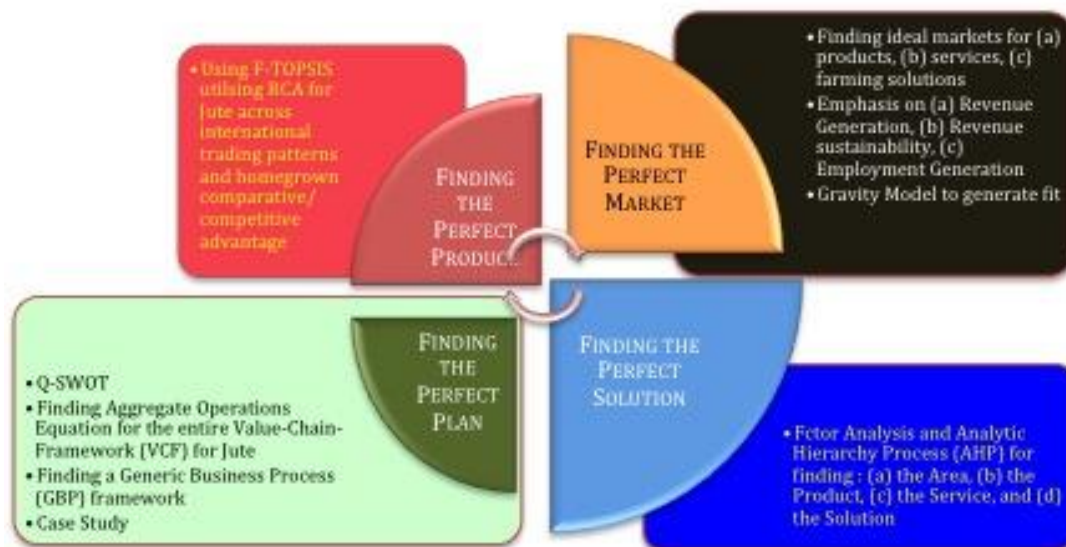 • Using F-TOPSIS
utilising RCA for
Jute across
international
trading patterns
and homegrown
comparative/
competitive
advantage
FINDING
THE
PERFECT
PRODUCT
FINDING THE
PERFECT
MARKET
• Finding ideal markets for (a)
products, (b) services, (c)
farming solutions
• Emphasis on (a) Revenue
Generation, (b) Revenue
sustainability, (c)
Employment Generation
• Gravity Model to generate fit
• Q-SWOT
• Finding Aggregate Operations
Equation for the entire Value-Chain-
Framework (VCF) for Jute
• Finding a Generic Business Process
(GBP) framework
• Case Study
FINDING
THE
PERFECT
PLAN
FINDING THE
PERFECT
SOLUTION
• Fctor Analysis and Analytic
Hierarchy Process (AHP) for
finding : (a) the Area, (b) the
Product, (c) the Service, and (d)
the Solution